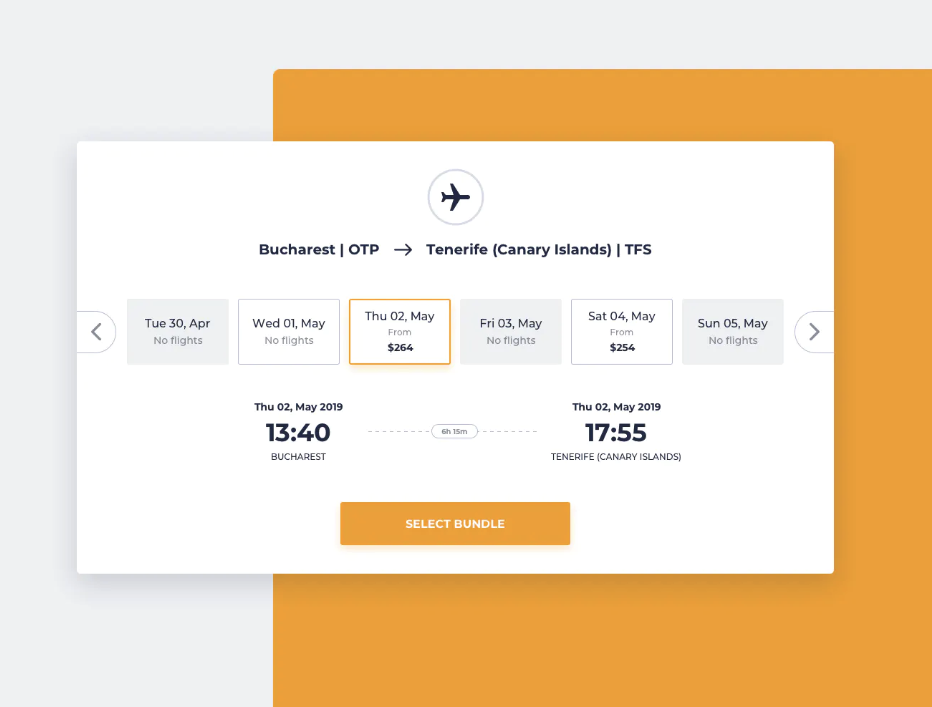 Bucharest | OTP → Tenerife (Canary Islands) | TFS
Tue 30, Apr
No flights
Wed 01, May
No flights
Thu 02, May
From
$264
Fri 03, May
No flights
Sat 04, May
From
$254
Sun 05, May
No flights
Thu 02, May 2019
13:40
BUCHAREST
6h 15m
Thu 02, May 2019
17:55
TENERIFE (CANARY ISLANDS)
SELECT BUNDLE